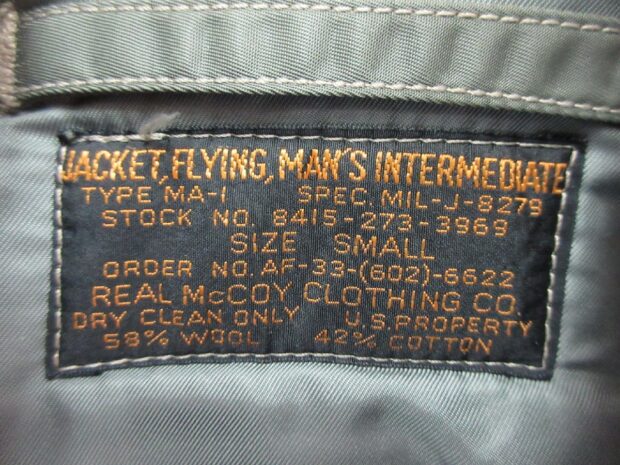 JACKET, FLYING, MAN'S INTERMEDIATE
TYPE MA-1 SPEC. MIL-J-8279
STOCK NO. 8415-273-3969
SIZE SMALL
ORDER NO. AF-33-(602)-6622
REAL McCOY CLOTHING CO.
DRY CLEAN ONLY U.S. PROPERTY
58% WOOL 42% COTTON